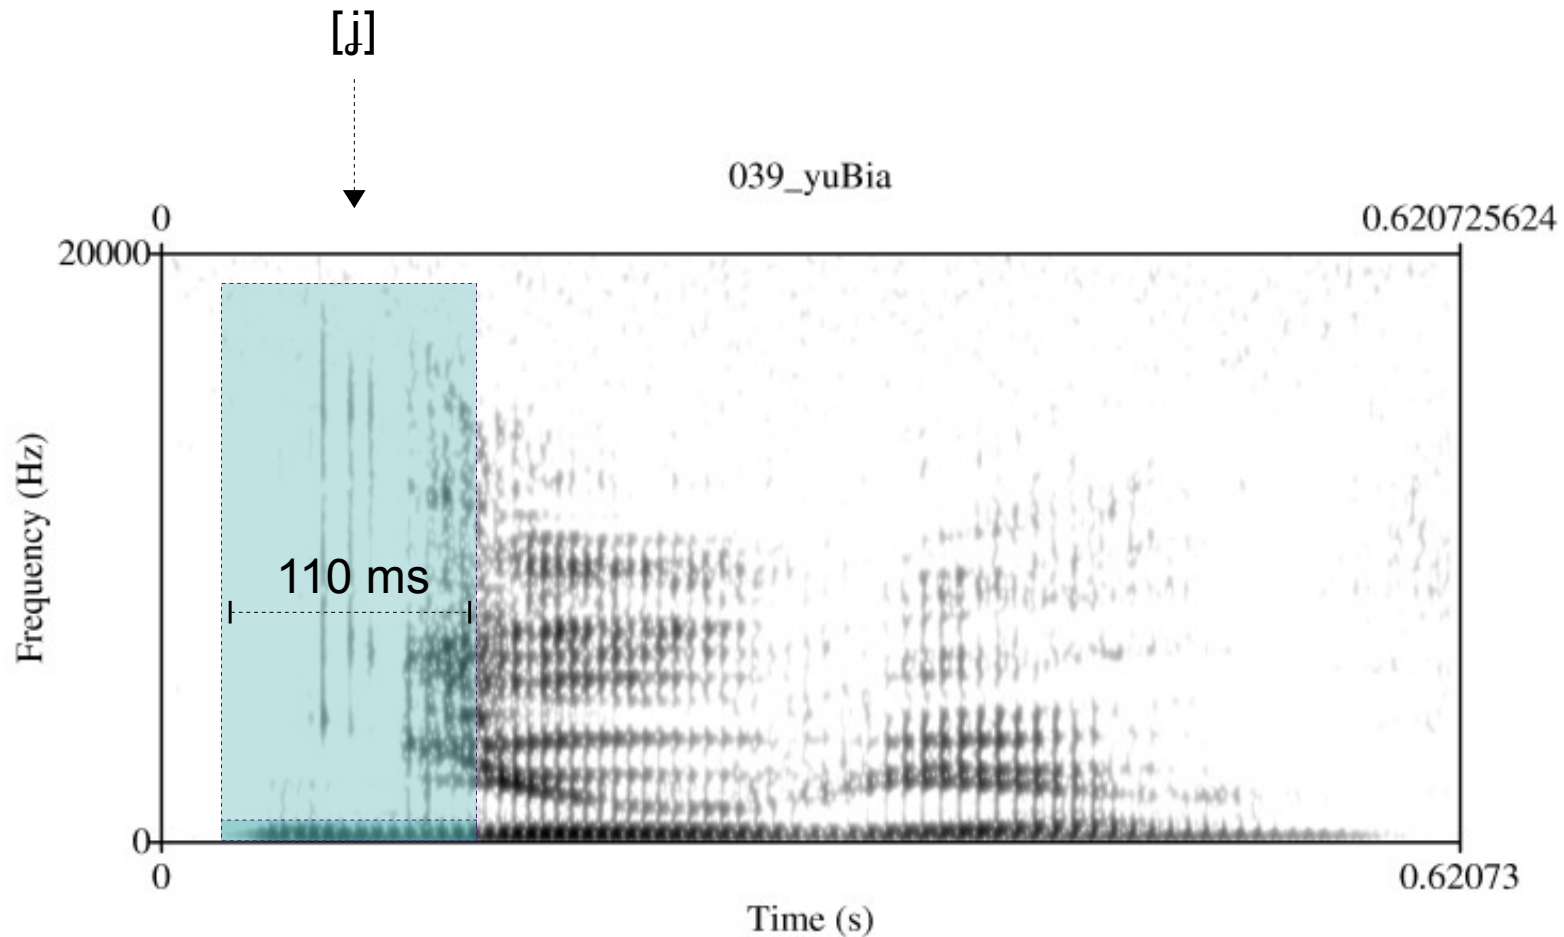 [ʝ]
039_yuBia
0 0.620725624
20000
Frequency (Hz)
110 ms
0
0 0.62073
Time (s)